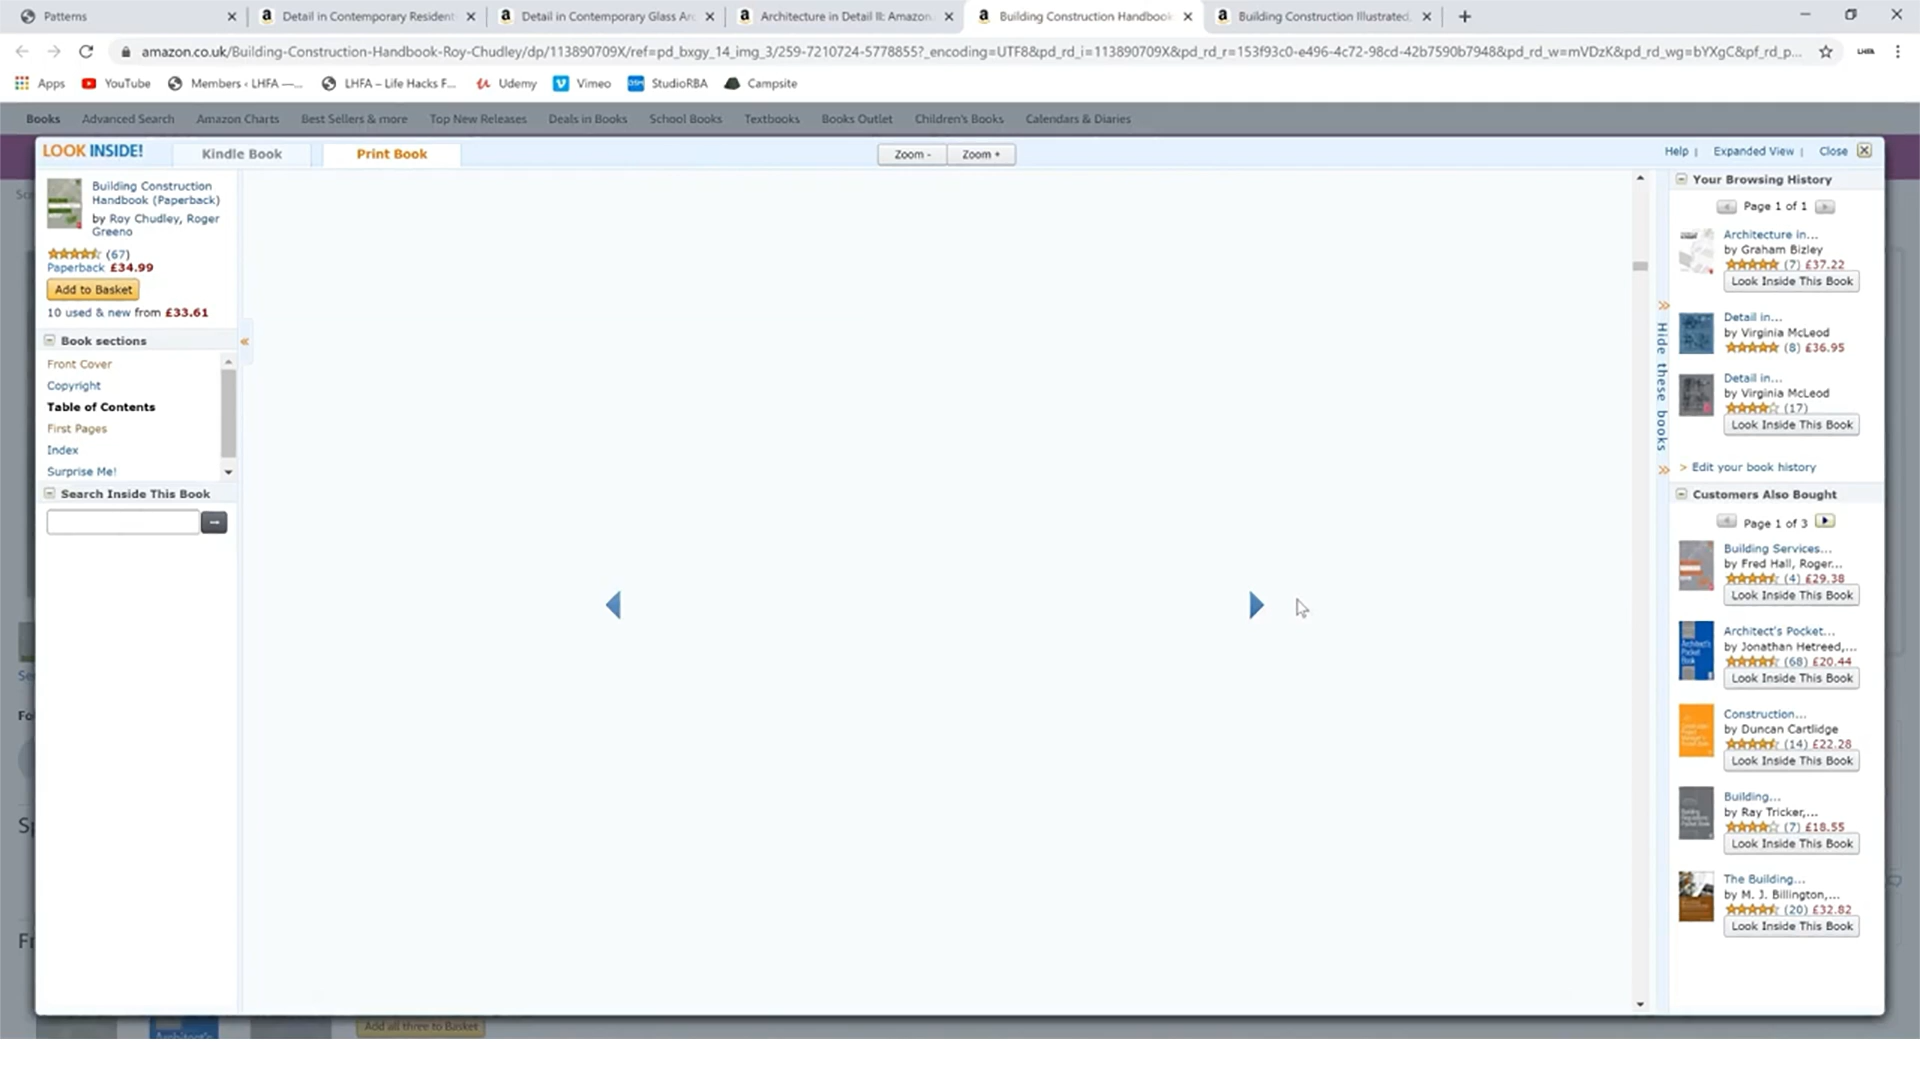 Patterns
Detail in Contemporary Resident
Detail in Contemporary Glass Arc
Architecture in Detail II: Amazon.
Building Construction Handbook
Building Construction Illustrated.
amazon.co.uk/Building-Construction-Handbook-Roy-Chudley/dp/113890709X/ref=pd_bxgy_14_img_3/259-7210724-5778855?_encoding=UTF8&pd_rd_i=113890709X&pd_rd_r=153f93c0-e496-4c72-98cd-42b7590b7948&pd_rd_w=mVDzK&pd_rd_wg=bYXgC&pf_rd_p...
Apps
YouTube
Members ‹ LHFA —...
LHFA – Life Hacks F...
Udemy
Vimeo
StudioRBA
Campsite
Books
Advanced Search
Amazon Charts
Best Sellers & more
Top New Releases
Deals in Books
School Books
Textbooks
Books Outlet
Children's Books
Calendars & Diaries
LOOK INSIDE!
Kindle Book
Print Book
Zoom -
Zoom +
Help |
Expanded View |
Close
Building Construction
Handbook (Paperback)
by Roy Chudley, Roger
Greeno
(67)
Paperback £34.99
Add to Basket
10 used & new from £33.61
Book sections
Front Cover
Copyright
Table of Contents
First Pages
Index
Surprise Me!
Search Inside This Book
Hide these books
Your Browsing History
Page 1 of 1
Architecture in...
by Graham Bizley
(7) £37.22
Look Inside This Book
Detail in...
by Virginia McLeod
(8) £36.95
Detail in...
by Virginia McLeod
(17)
Look Inside This Book
> Edit your book history
Customers Also Bought
Page 1 of 3
Building Services...
by Fred Hall, Roger...
(4) £29.38
Look Inside This Book
Architect's Pocket...
by Jonathan Hetreed,...
(68) £20.44
Look Inside This Book
Construction...
by Duncan Cartlidge
(14) £22.28
Look Inside This Book
Building...
by Ray Tricker,...
(7) £18.55
Look Inside This Book
The Building...
by M. J. Billington,...
(20) £32.82
Look Inside This Book
Add all three to Basket